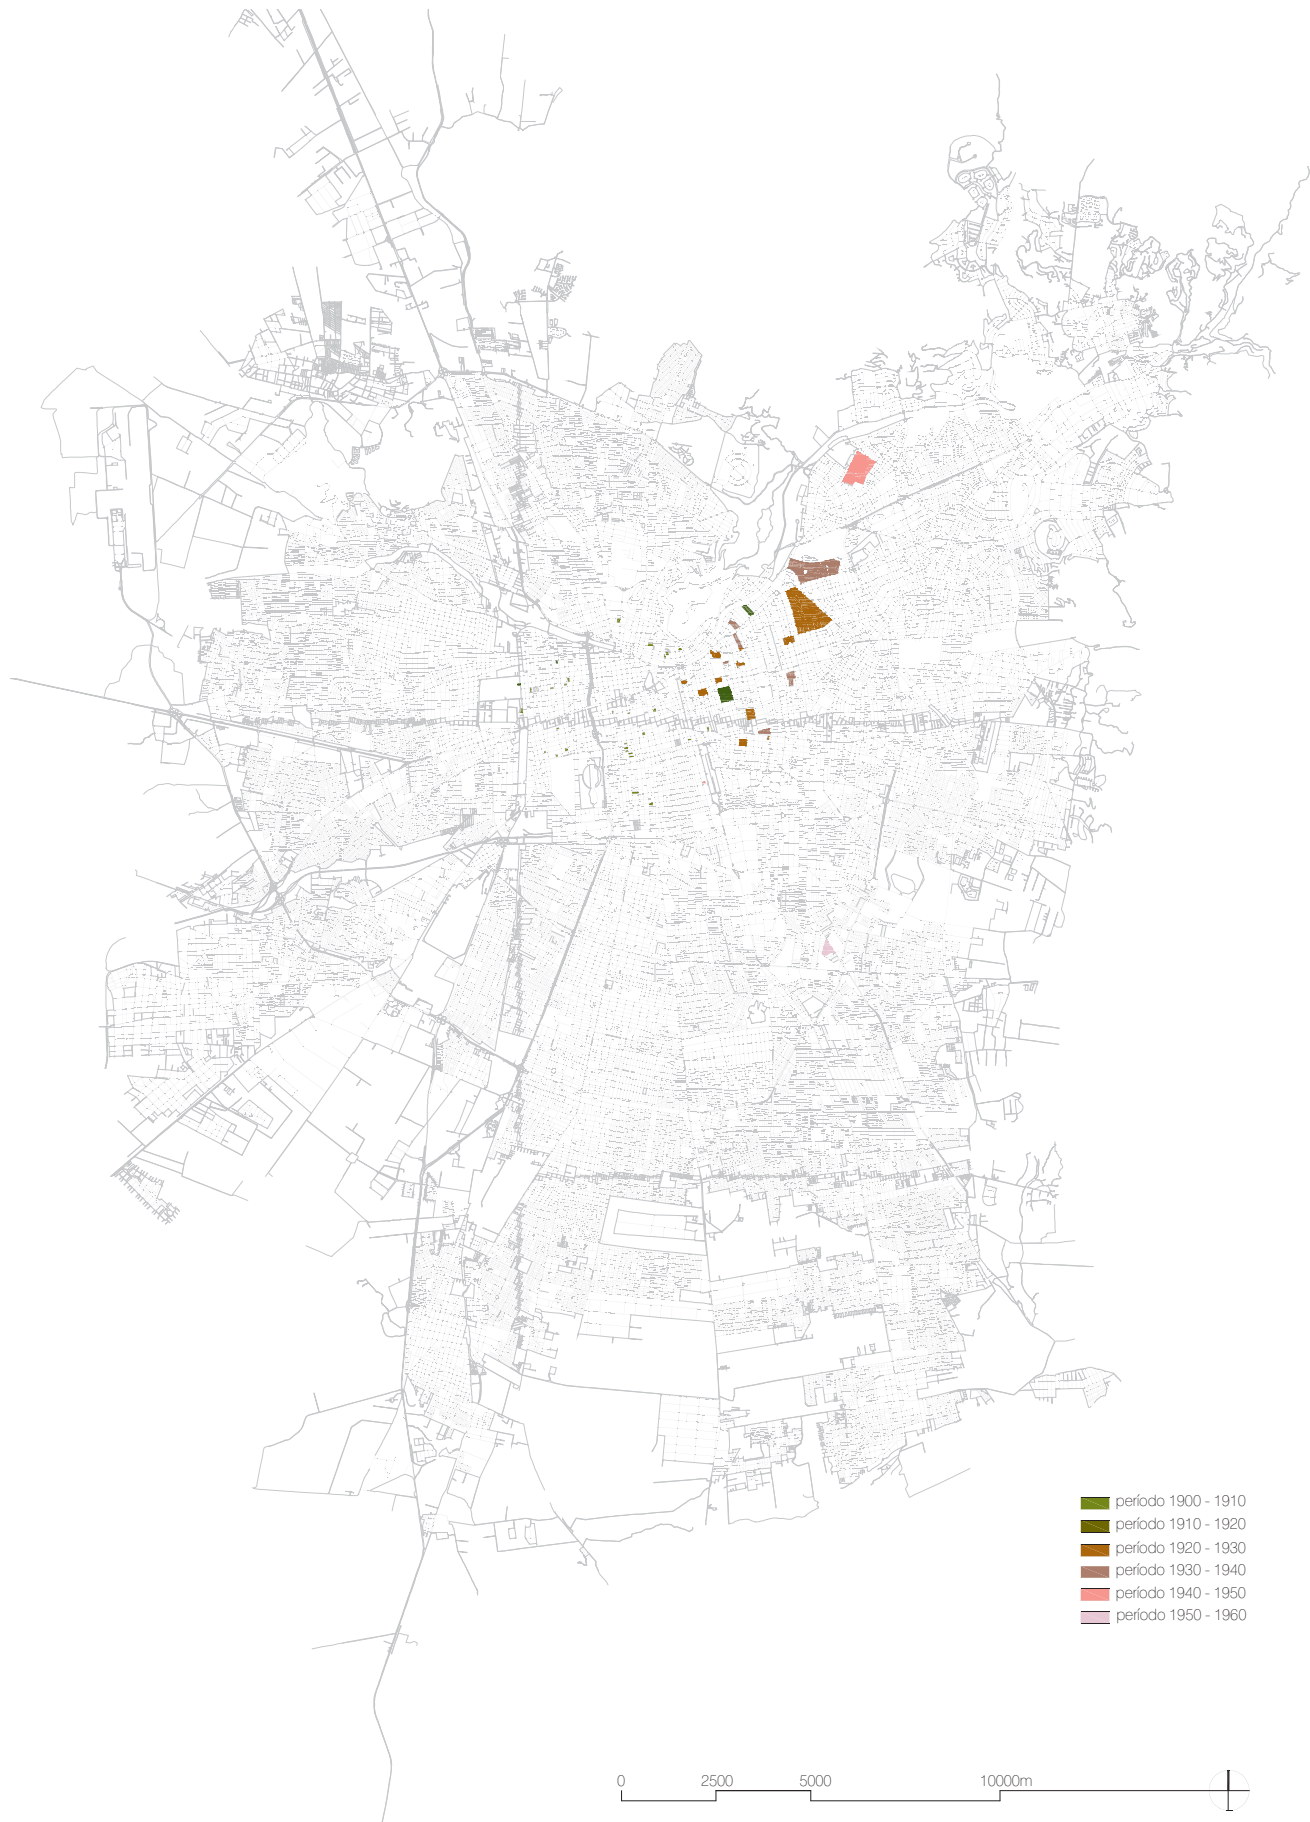 período 1900 - 1910
período 1910 - 1920
período 1920 - 1930
período 1930 - 1940
período 1940 - 1950
período 1950 - 1960
0 2500 5000 10000m